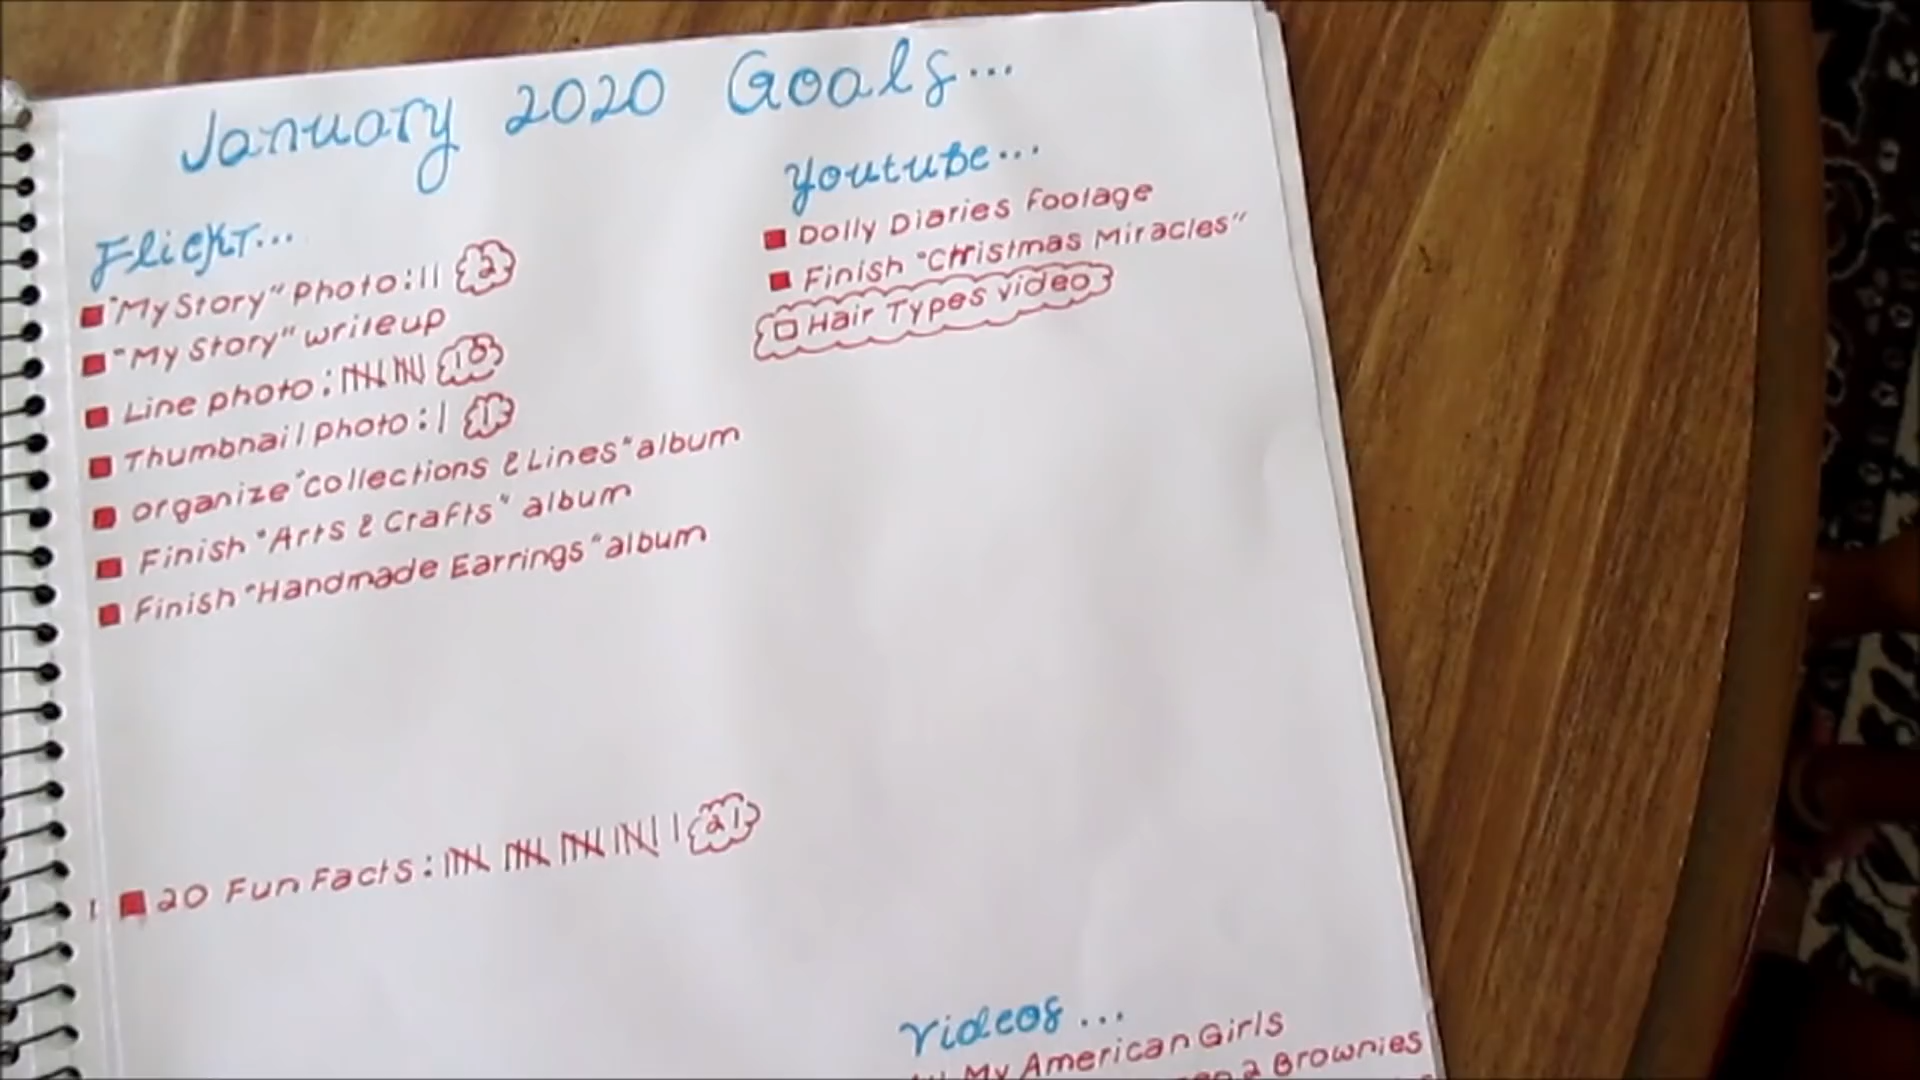 January 2020 Goals...
Flickr...
"My Story" Photo: || 2
"My Story" writeup
Line photo: 10
Thumbnail photo: | 1
organize "collections & Lines" album
Finish "Arts & Crafts" album
Finish "Handmade Earrings" album
20 Fun Facts: 21
Youtube...
Dolly Diaries Footage
Finish "Christmas Miracles"
Hair Types video
Videos...
My American Girls
2 Brownies